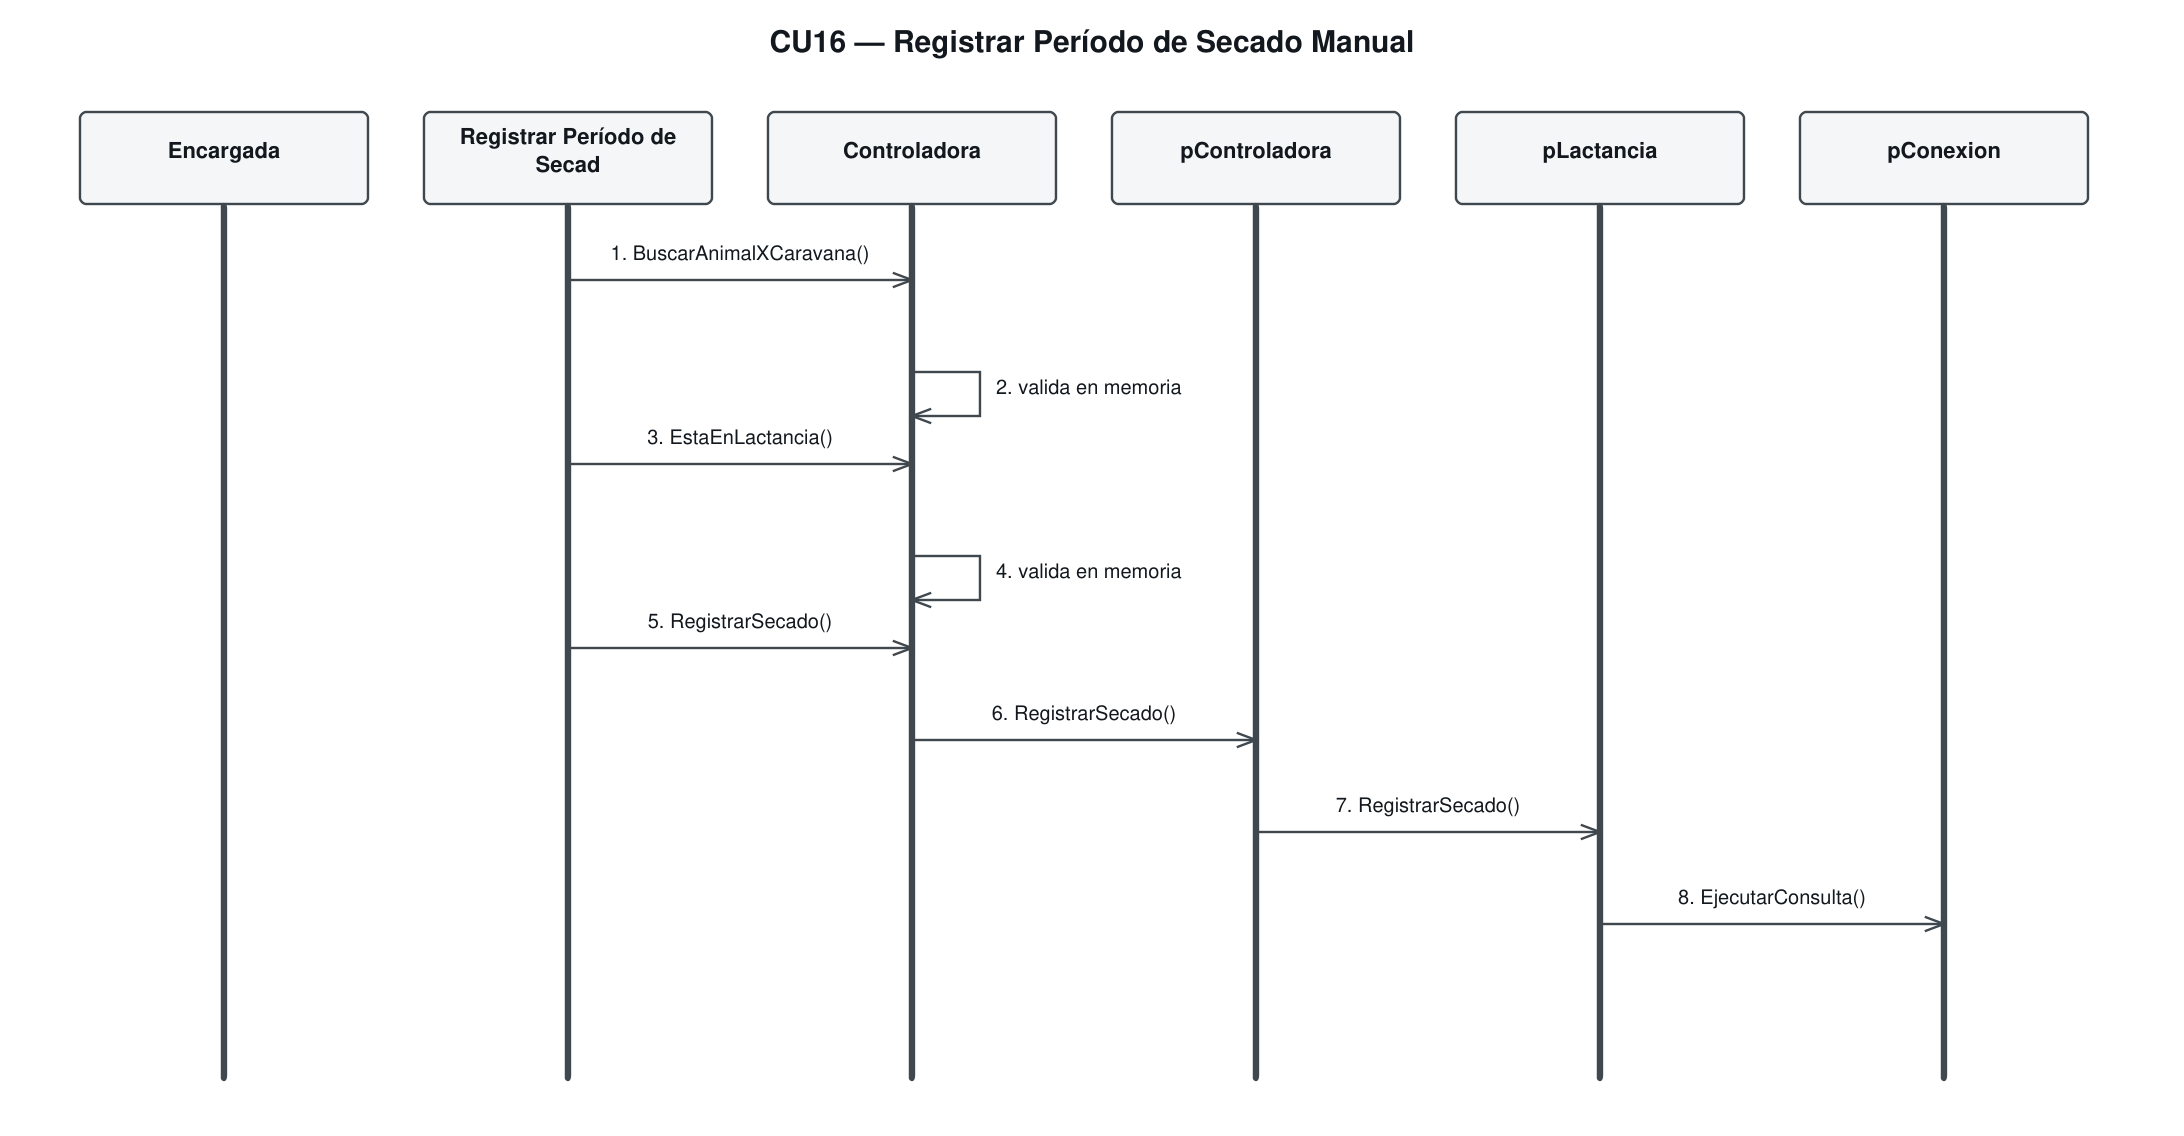 CU16 — Registrar Período de Secado Manual
Encargada
Registrar Período de
Secad
Controladora
pControladora
pLactancia
pConexion
1. BuscarAnimalXCaravana()
2. valida en memoria
3. EstaEnLactancia()
4. valida en memoria
5. RegistrarSecado()
6. RegistrarSecado()
7. RegistrarSecado()
8. EjecutarConsulta()